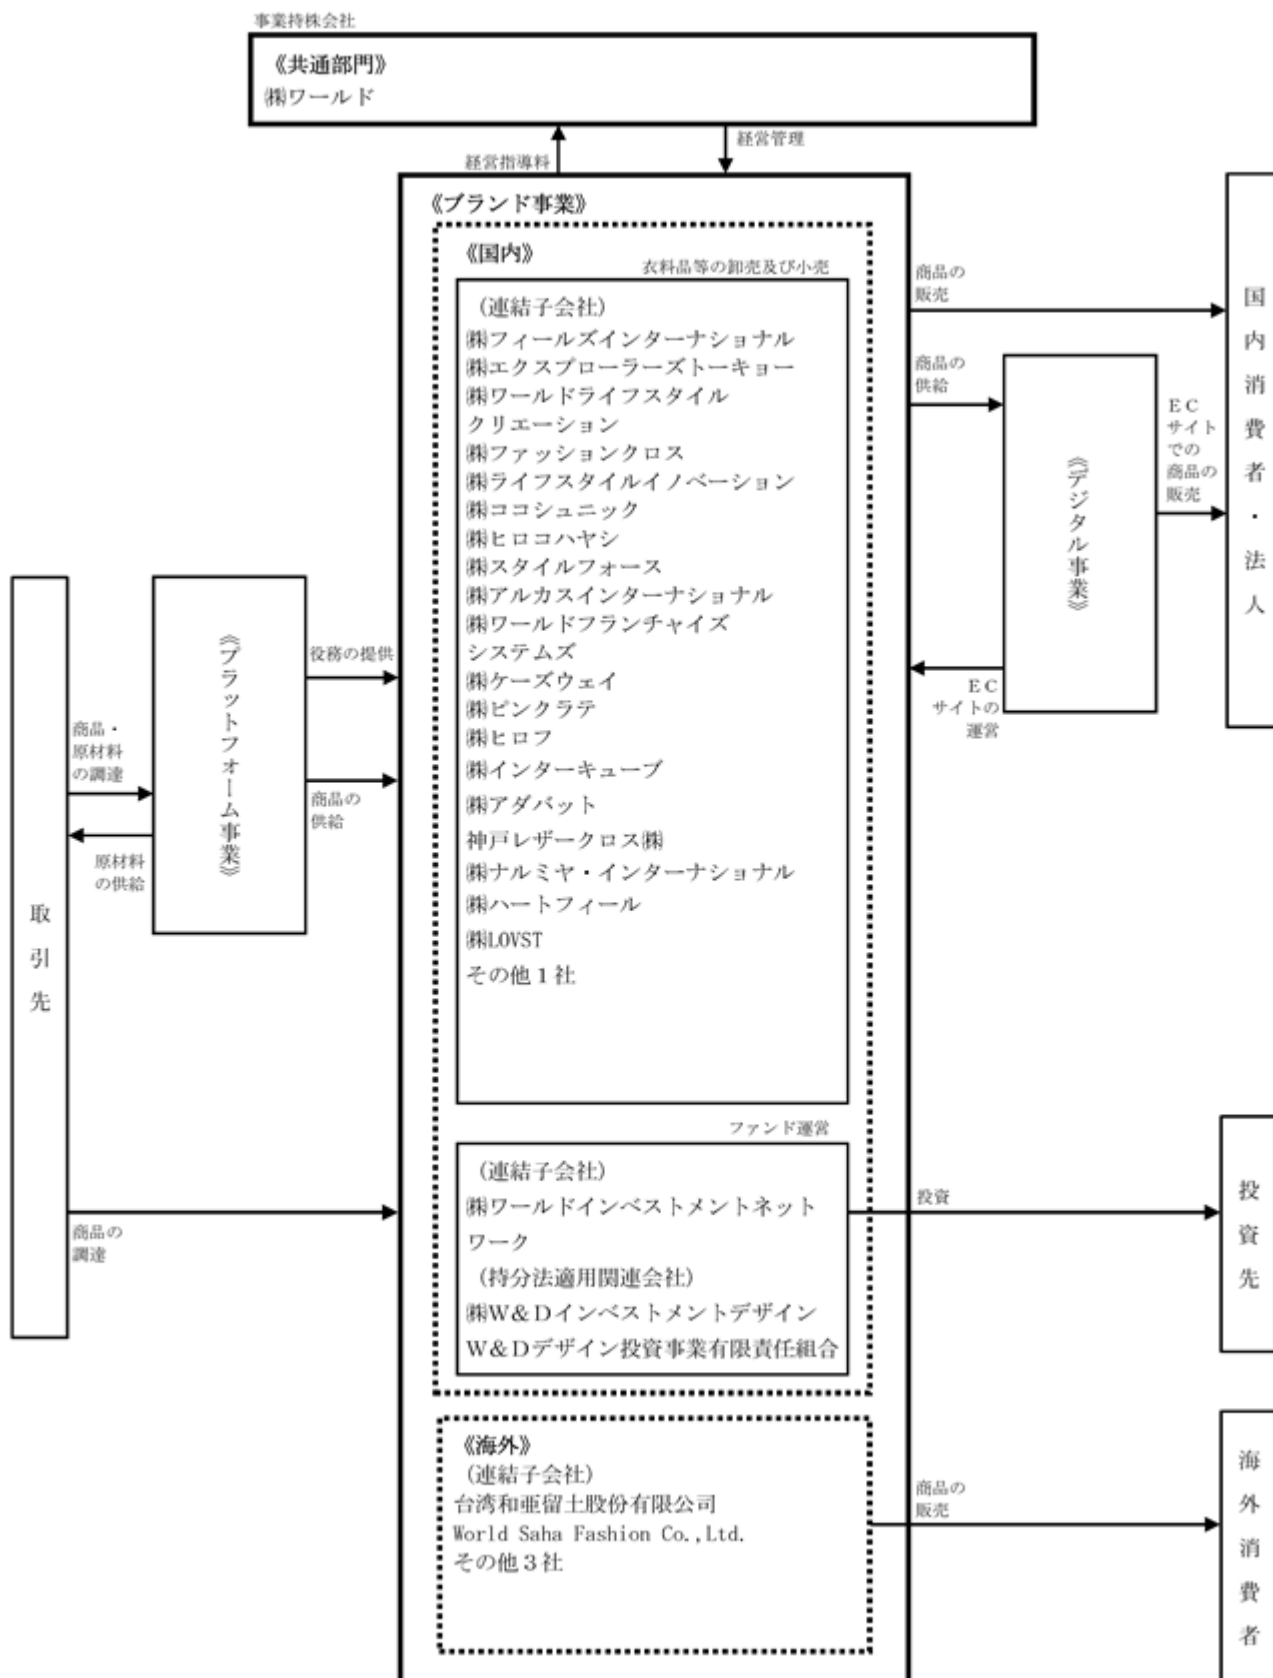 事業持株会社
《共通部門》
㈱ワールド
経営指導料
経営管理
《ブランド事業》
《国内》
衣料品等の卸売及び小売
(連結子会社)
㈱フィールズインターナショナル
㈱エクスプローラーズトーキョー
㈱ワールドライフスタイル
クリエーション
㈱ファッションクロス
㈱ライフスタイルイノベーション
㈱ココシュニック
㈱ヒロコハヤシ
㈱スタイルフォース
㈱アルカスインターナショナル
㈱ワールドフランチャイズ
システムズ
㈱ケーズウェイ
㈱ピンクラテ
㈱ヒロフ
㈱インターキューブ
㈱アダバット
神戸レザークロス㈱
㈱ナルミヤ・インターナショナル
㈱ハートフィール
㈱LOVST
その他1社
ファンド運営
(連結子会社)
㈱ワールドインベストメントネット
ワーク
(持分法適用関連会社)
㈱W&Dインベストメントデザイン
W&Dデザイン投資事業有限責任組合
《海外》
(連結子会社)
台湾和亜留土股份有限公司
World Saha Fashion Co.,Ltd.
その他3社
取引先
商品・
原材料
の調達
原材料
の供給
《プラットフォーム事業》
役務の提供
商品の
供給
商品の
調達
商品の
販売
商品の
供給
《デジタル事業》
EC
サイト
での
商品の
販売
EC
サイトの
運営
国内消費者・法人
投資
投資先
商品の
販売
海外消費者